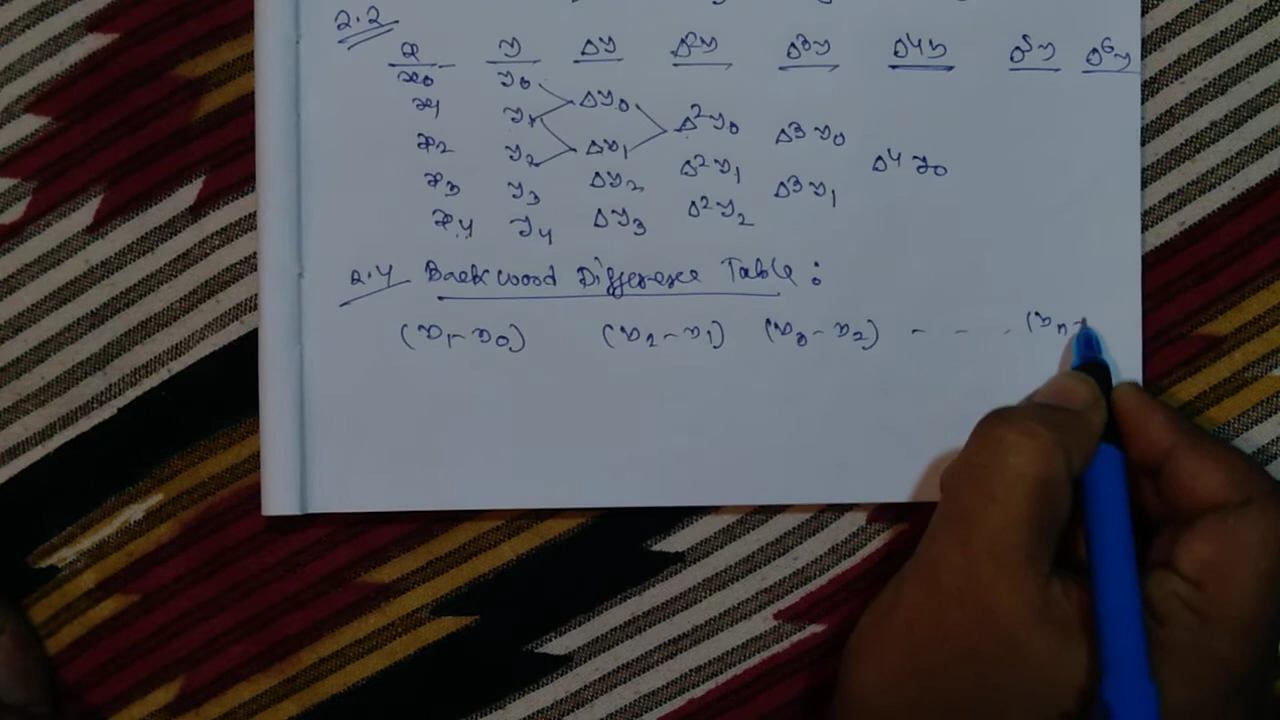 2.2
x y Δy Δ²y Δ³y Δ⁴y Δ⁵y Δ⁶y
x₀ y₀
x₁ y₁ Δy₀ Δ²y₀ Δ³y₀
x₂ y₂ Δy₁ Δ²y₁ Δ⁴y₀
x₃ y₃ Δy₂ Δ³y₁
x₄ y₄ Δy₃ Δ²y₂
2.4 Backward Difference Table :
(y₁-y₀) (y₂-y₁) (y₃-y₂) - - - . (yₙ-